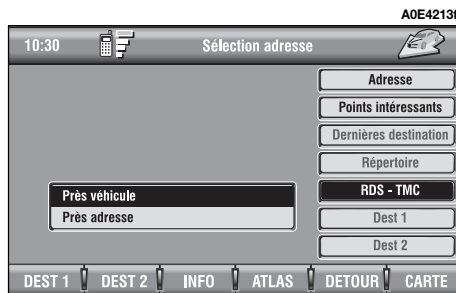 A0E4213f
10:30 Sélection adresse
Adresse
Points intéressants
Dernières destination
Répertoire
Près véhicule
RDS - TMC
Près adresse
Dest 1
Dest 2
DEST 1 DEST 2 INFO ATLAS DETOUR CARTE